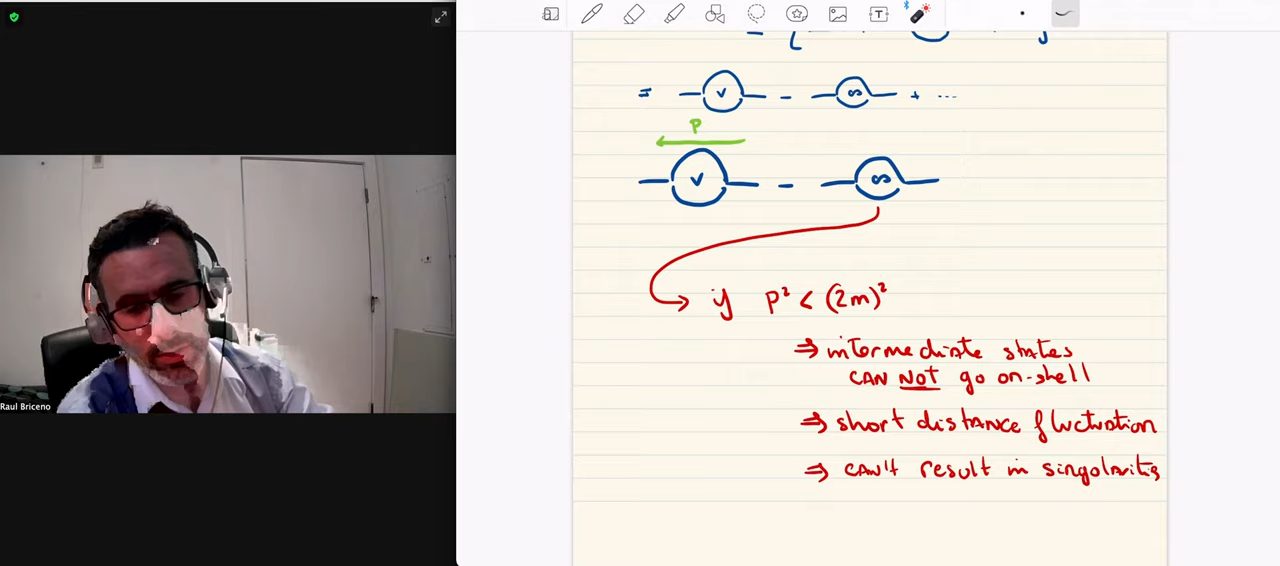 = V - ∞ + ...
P
V - ∞
if p² < (2m)²
⇒ intermediate states
CAN NOT go on-shell
⇒ short distance fluctuation
⇒ CAN'T result in singularities
Raul Briceno